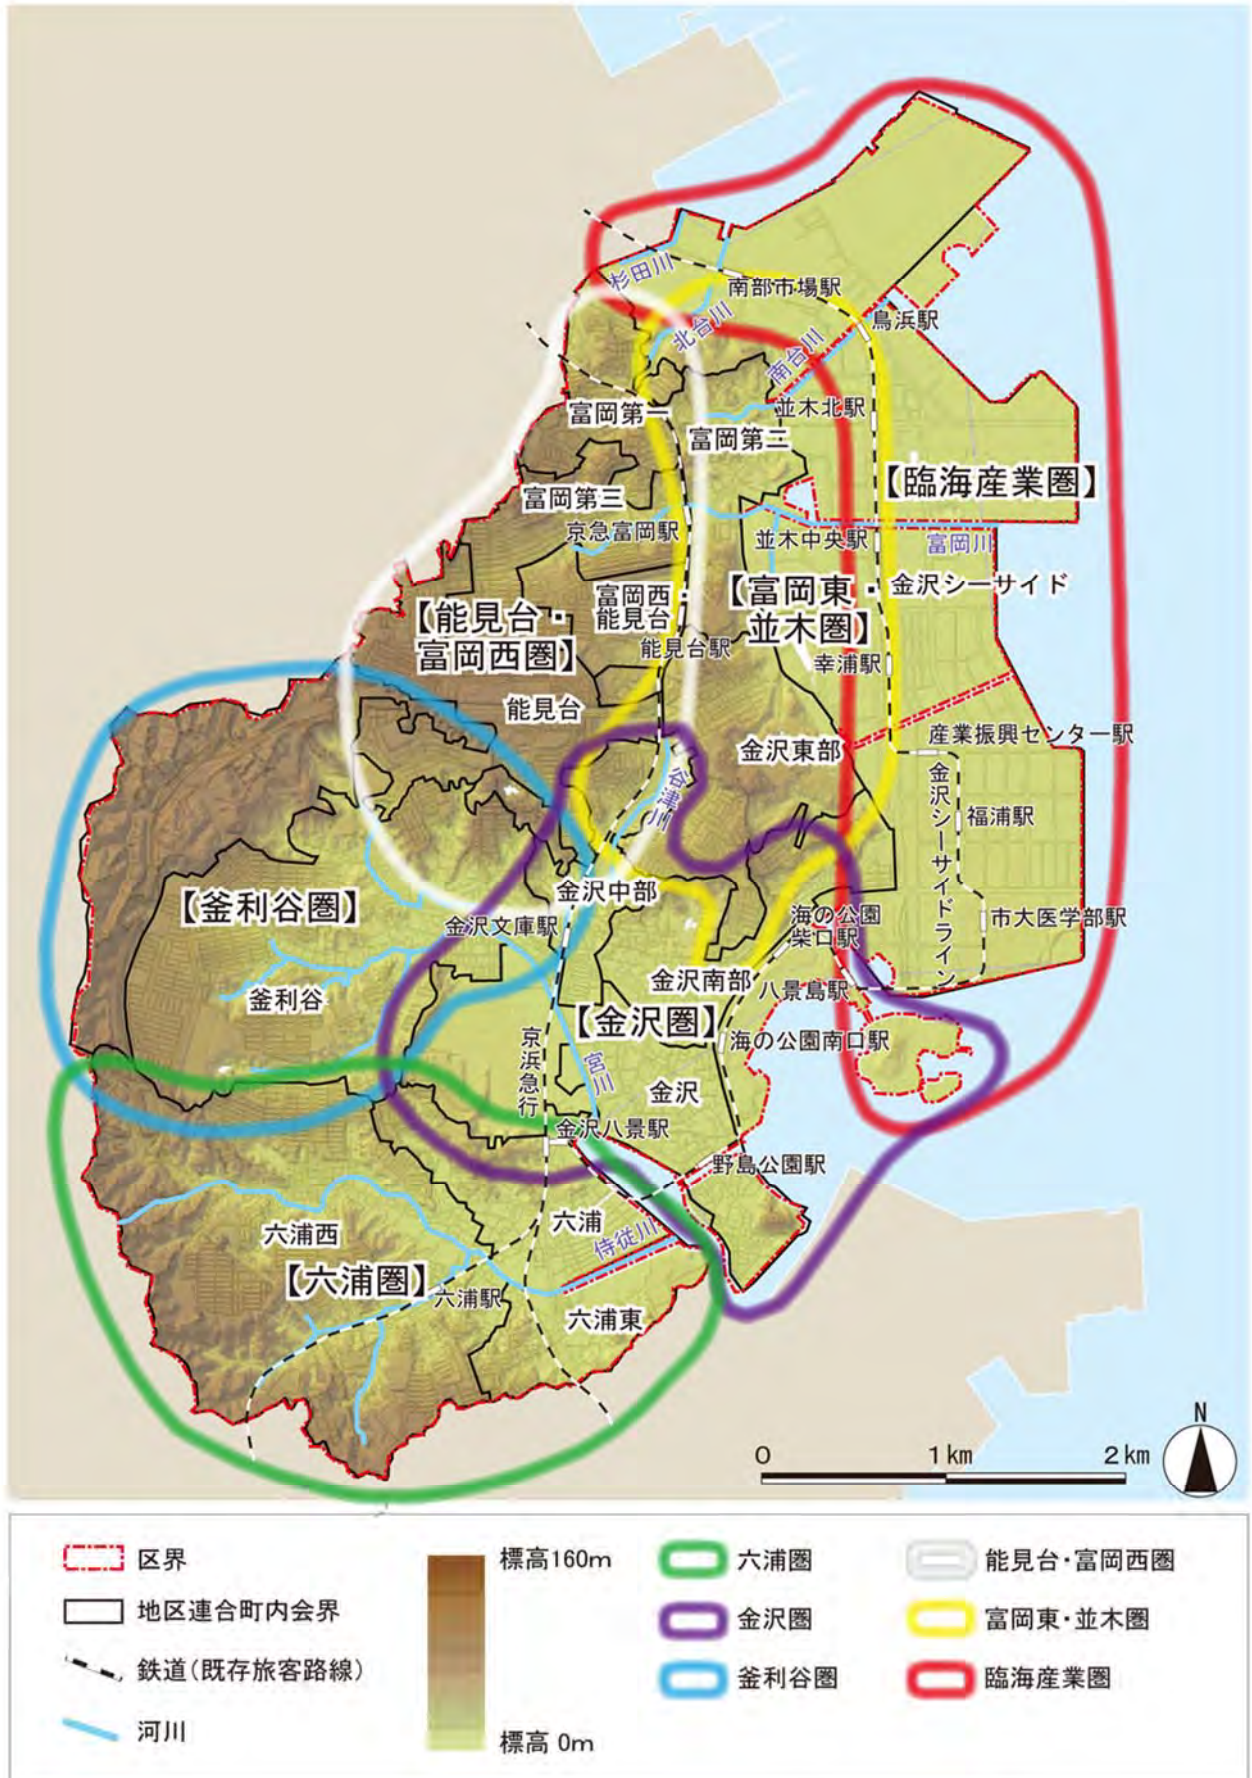 杉田川
南部市場駅
北台川
鳥浜駅
南台川
富岡第一
並木北駅
富岡第二
【臨海産業圏】
富岡第三
京急富岡駅
並木中央駅
富岡川
【富岡東・
並木圏】
金沢シーサイド
富岡西・
能見台
【能見台・
富岡西圏】
能見台駅
幸浦駅
能見台
金沢東部
産業振興センター駅
谷津川
金沢シーサイドライン
福浦駅
金沢中部
【釜利谷圏】
金沢文庫駅
海の公園
柴口駅
市大医学部駅
金沢南部
八景島駅
釜利谷
【金沢圏】
海の公園南口駅
京浜急行
宮川
金沢
金沢八景駅
野島公園駅
六浦
侍従川
六浦西
【六浦圏】
六浦駅
六浦東
N
0 1km 2km
区界
地区連合町内会界
鉄道(既存旅客路線)
河川
標高160m
標高 0m
六浦圏
金沢圏
釜利谷圏
能見台・富岡西圏
富岡東・並木圏
臨海産業圏